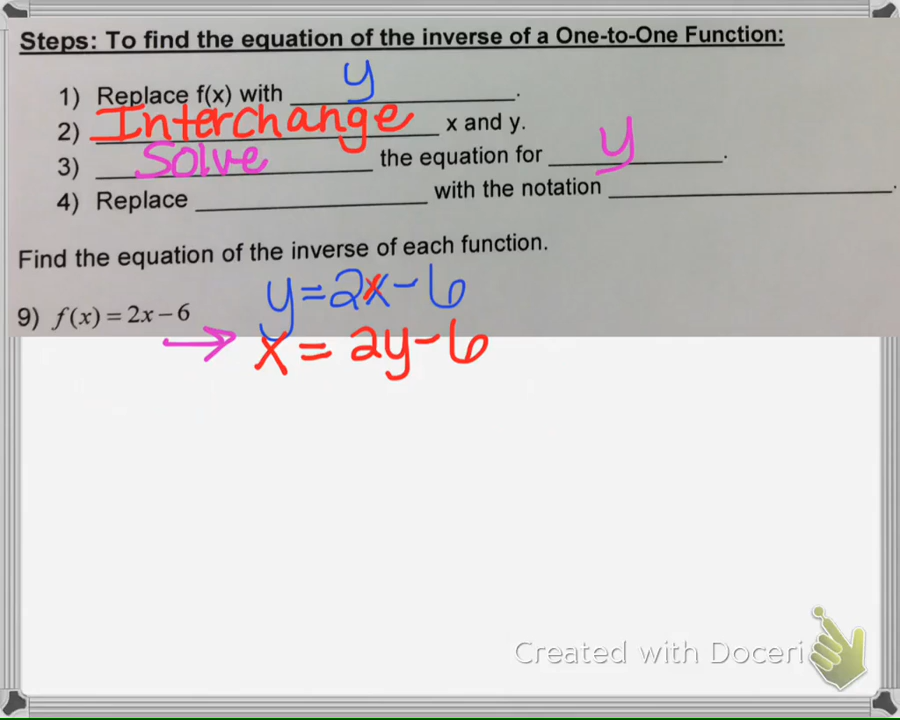 Steps: To find the equation of the inverse of a One-to-One Function:
1) Replace f(x) with y.
2) Interchange x and y.
3) Solve the equation for y.
4) Replace ____________ with the notation ____________.
Find the equation of the inverse of each function.
y=2x-6
9) f(x) = 2x – 6
→ x = 2y-6
Created with Doceri